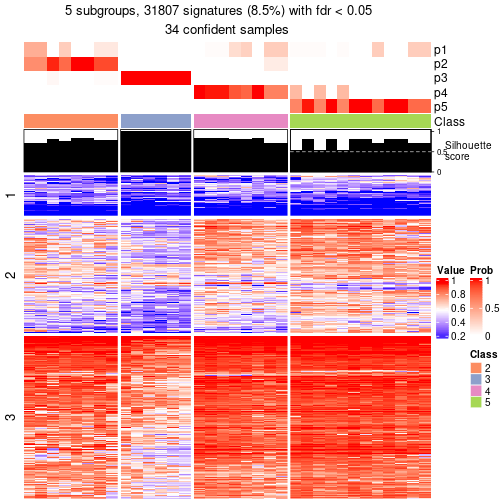 5 subgroups, 31807 signatures (8.5%) with fdr < 0.05
34 confident samples
p1
p2
p3
p4
p5
Class
1
0.5
0
Silhouette
score
1
2
3
Value
1
0.8
0.6
0.4
0.2
Prob
1
0.5
0
Class
2
3
4
5